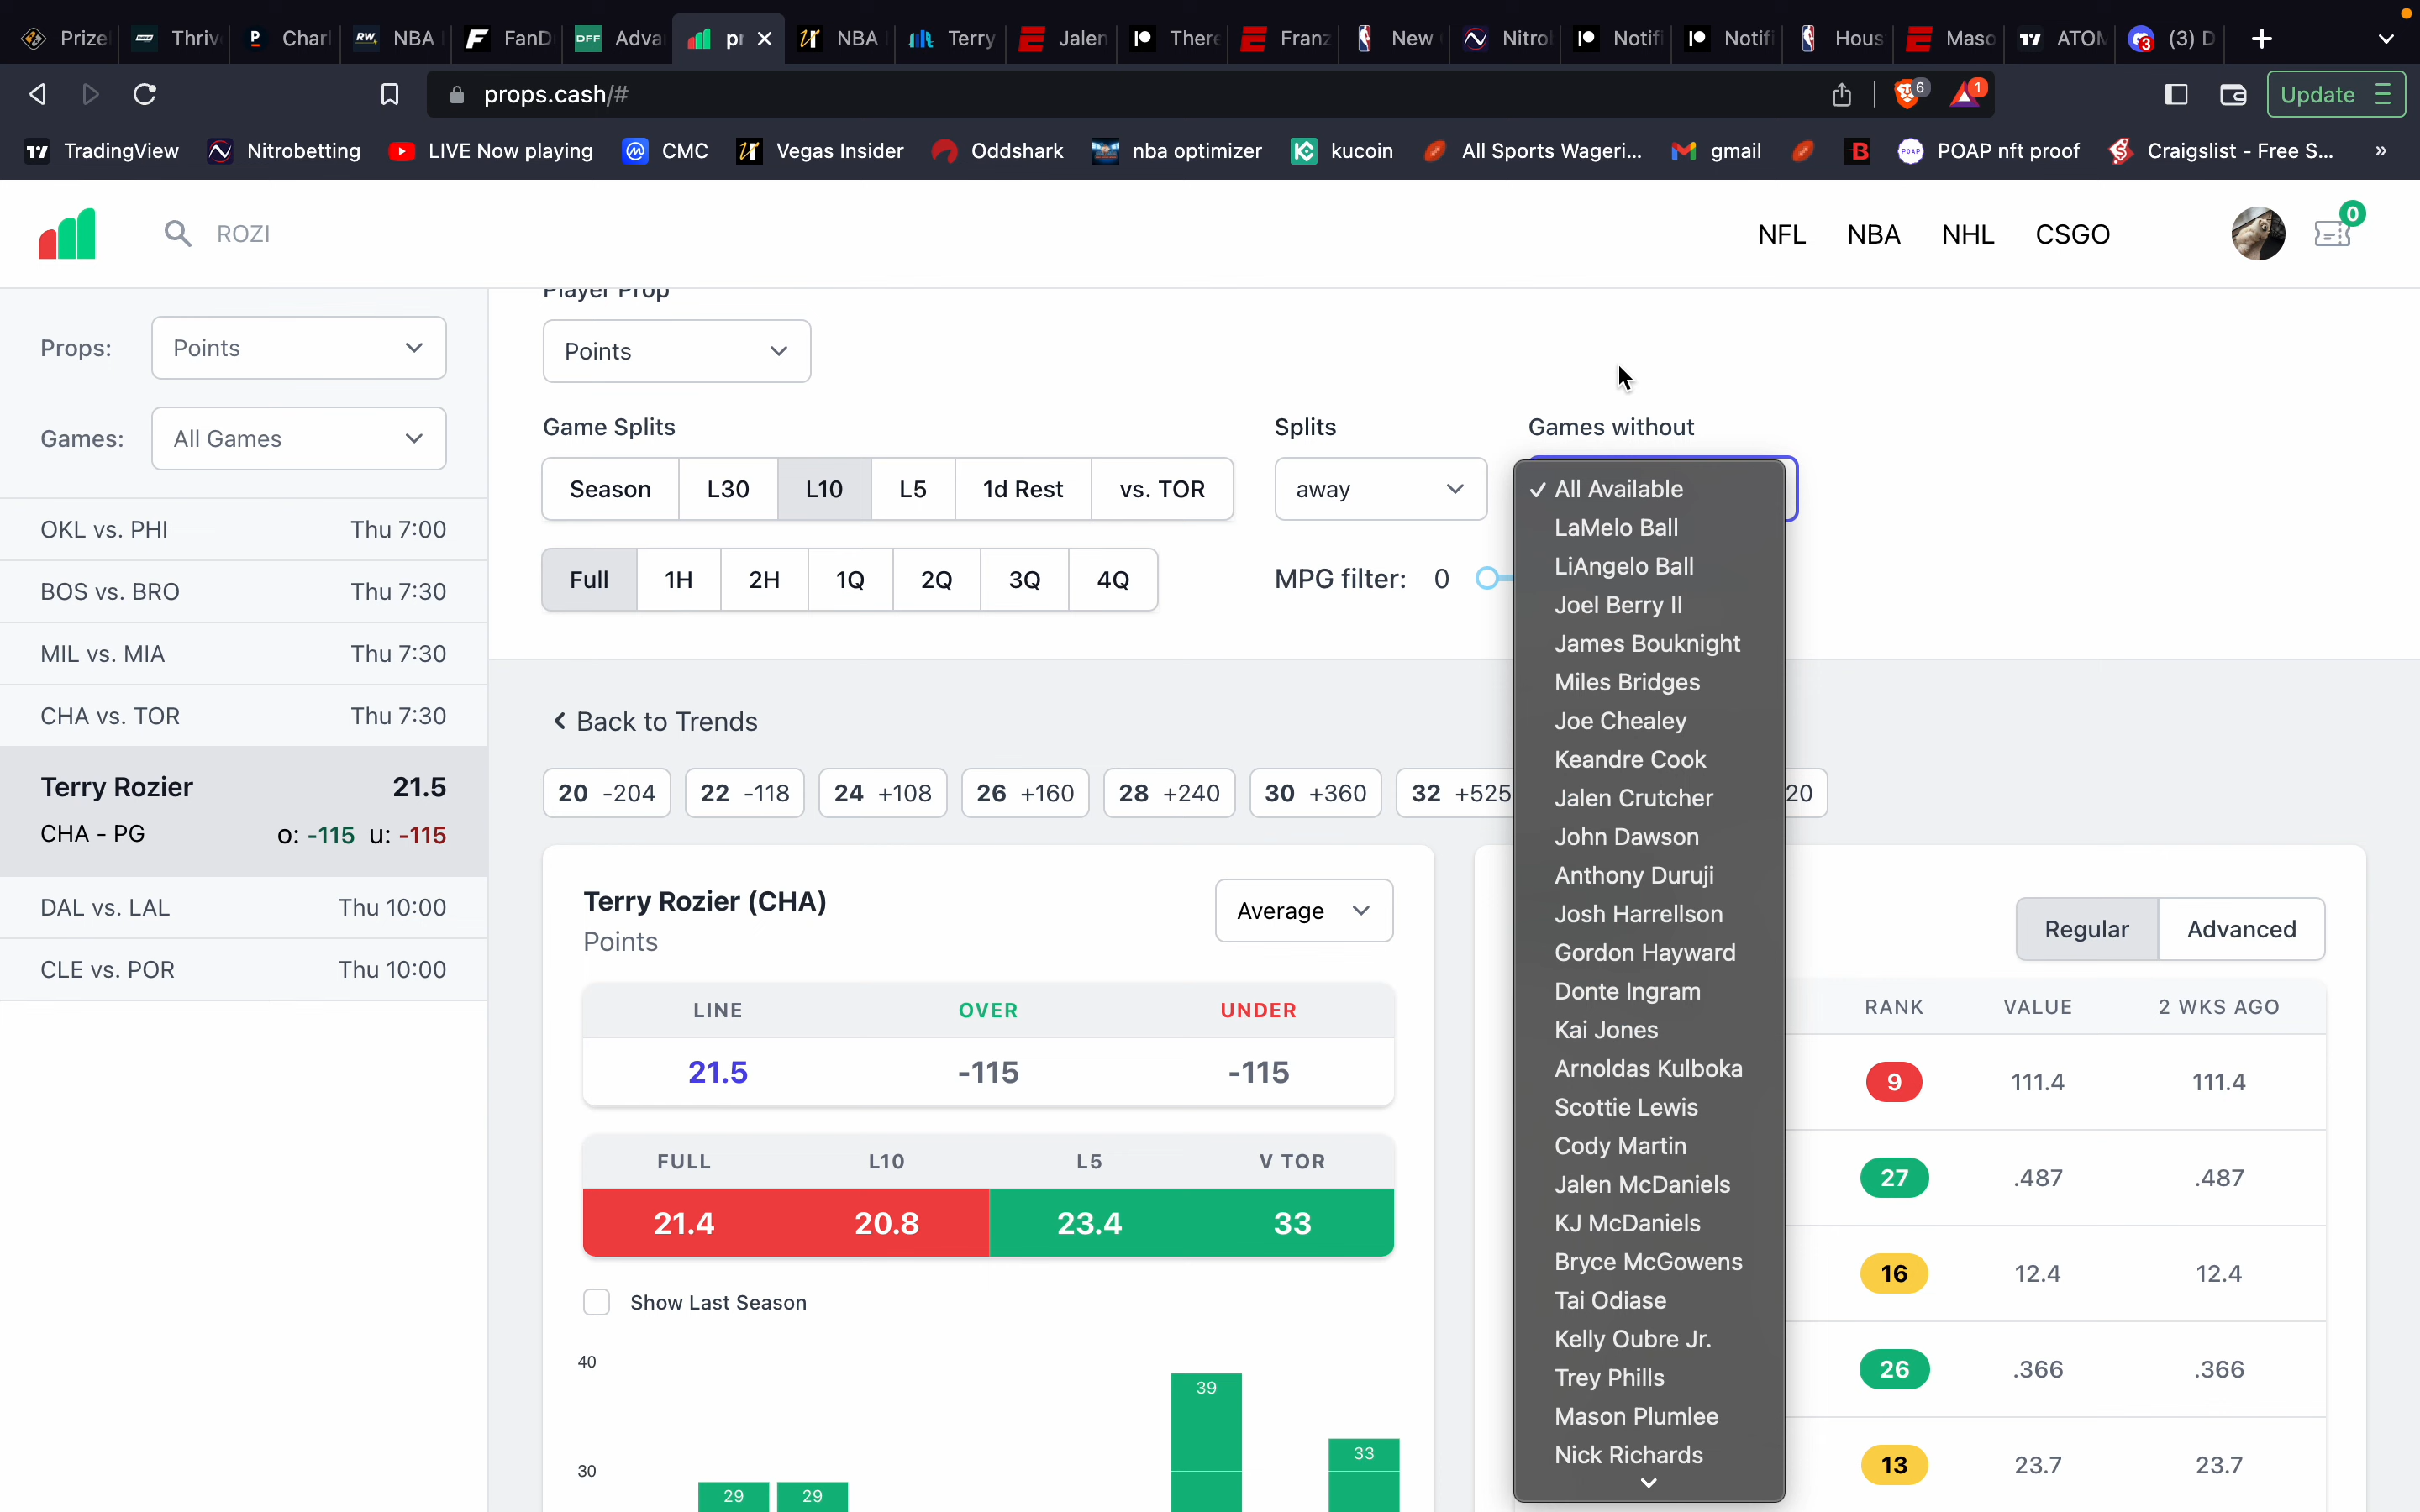 Prize Thriv Charl NBA FanD Adva pr NBA Terry Jalen There Franz New Nitro Notifi Notifi Hous Maso ATOM (3) D
props.cash/# 6 1 Update
TradingView Nitrobetting LIVE Now playing CMC Vegas Insider Oddshark nba optimizer kucoin All Sports Wageri... gmail POAP nft proof Craigslist - Free S... »
ROZI NFL NBA NHL CSGO 0
Player Prop
Props: Points
Points
Games: All Games
Game Splits Splits Games without
Season L30 L10 L5 1d Rest vs. TOR away
Full 1H 2H 1Q 2Q 3Q 4Q MPG filter: 0
OKL vs. PHI Thu 7:00
BOS vs. BRO Thu 7:30
MIL vs. MIA Thu 7:30
CHA vs. TOR Thu 7:30
Terry Rozier 21.5
CHA - PG o: -115 u: -115
DAL vs. LAL Thu 10:00
CLE vs. POR Thu 10:00
✓ All Available
LaMelo Ball
LiAngelo Ball
Joel Berry II
James Bouknight
Miles Bridges
Joe Chealey
Keandre Cook
Jalen Crutcher
John Dawson
Anthony Duruji
Josh Harrellson
Gordon Hayward
Donte Ingram
Kai Jones
Arnoldas Kulboka
Scottie Lewis
Cody Martin
Jalen McDaniels
KJ McDaniels
Bryce McGowens
Tai Odiase
Kelly Oubre Jr.
Trey Phills
Mason Plumlee
Nick Richards
Back to Trends
20 -204 22 -118 24 +108 26 +160 28 +240 30 +360 32 +525 20
Terry Rozier (CHA) Average
Points
LINE OVER UNDER
21.5 -115 -115
FULL L10 L5 V TOR
21.4 20.8 23.4 33
Show Last Season
40
39
33
30
29 29
Regular Advanced
RANK VALUE 2 WKS AGO
9 111.4 111.4
27 .487 .487
16 12.4 12.4
26 .366 .366
13 23.7 23.7